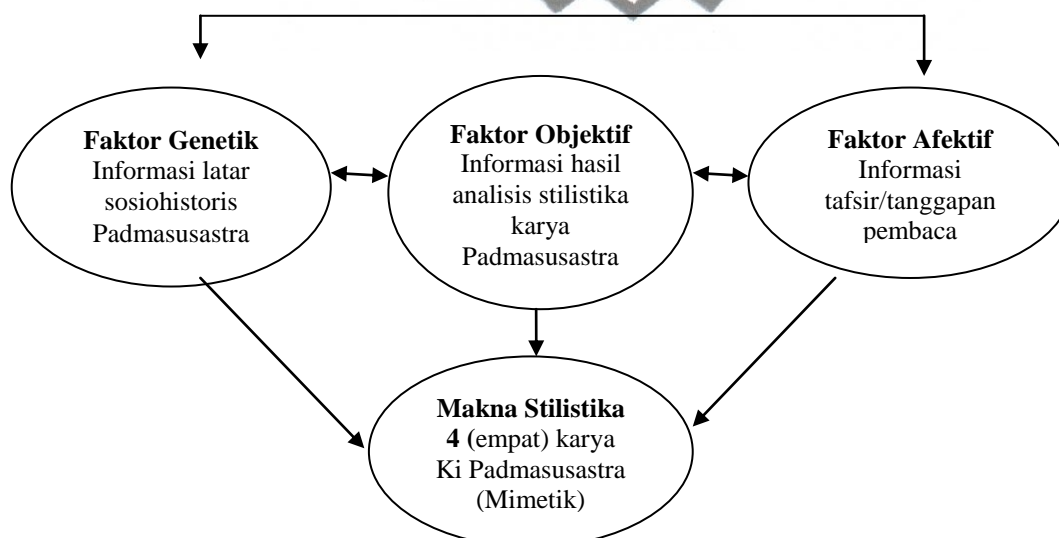 Faktor Genetik
Informasi latar
sosiohistoris
Padmasusastra
Faktor Objektif
Informasi hasil
analisis stilistika
karya
Padmasusastra
Faktor Afektif
Informasi
tafsir/tanggapan
pembaca
Makna Stilistika
4 (empat) karya
Ki Padmasusastra
(Mimetik)